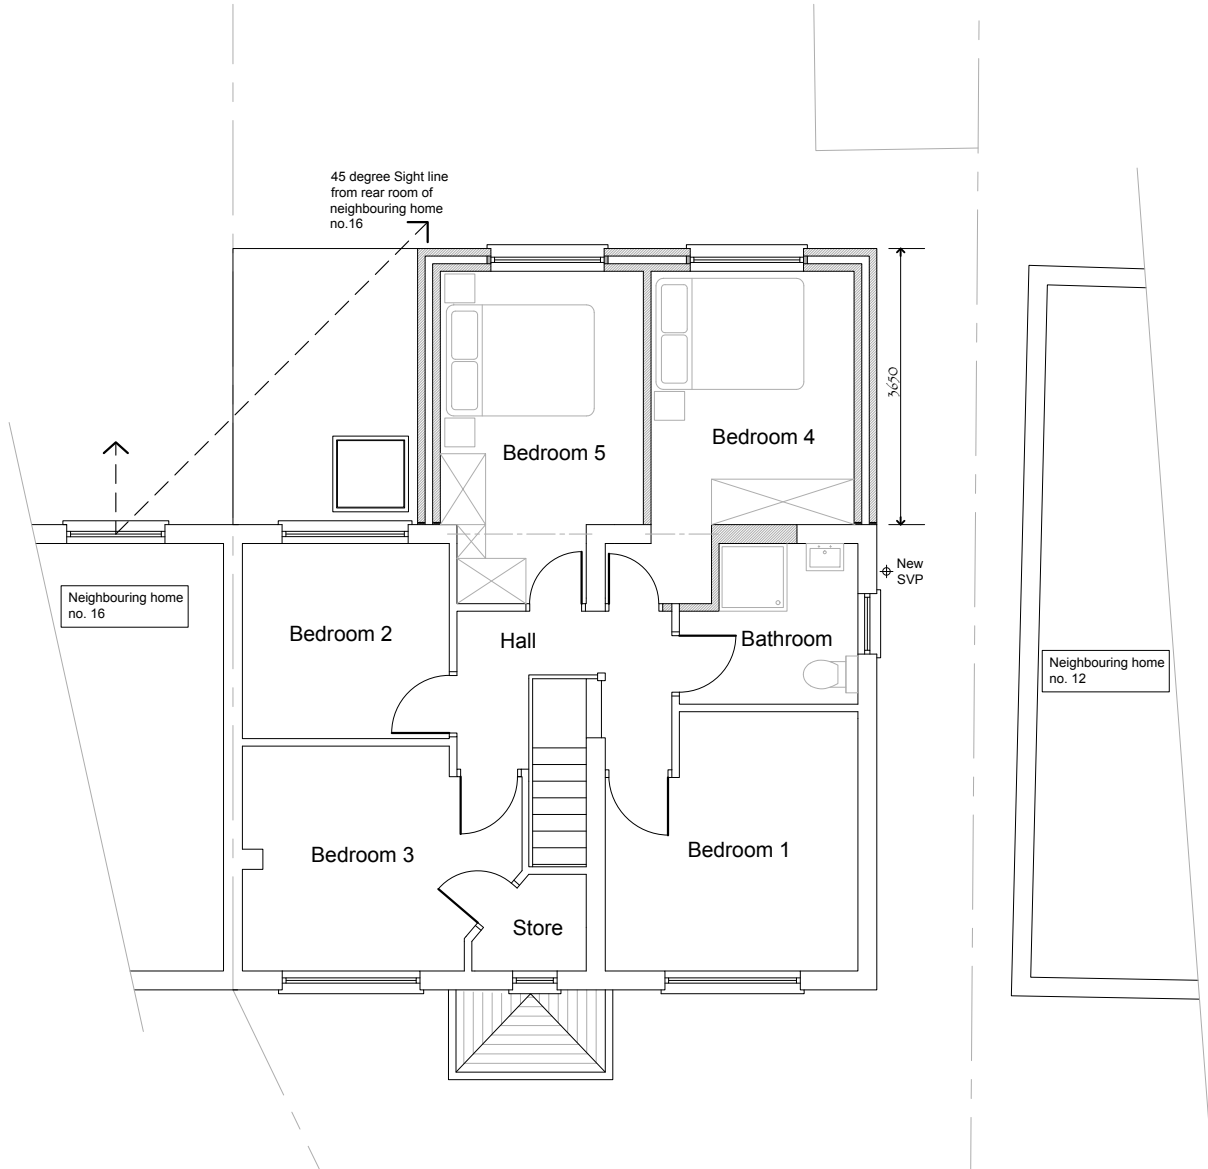 45 degree Sight line
from rear room of
neighbouring home
no.16
3650
Bedroom 5
Bedroom 4
New
SVP
Neighbouring home
no. 16
Bedroom 2
Hall
Bathroom
Neighbouring home
no. 12
Bedroom 3
Bedroom 1
Store